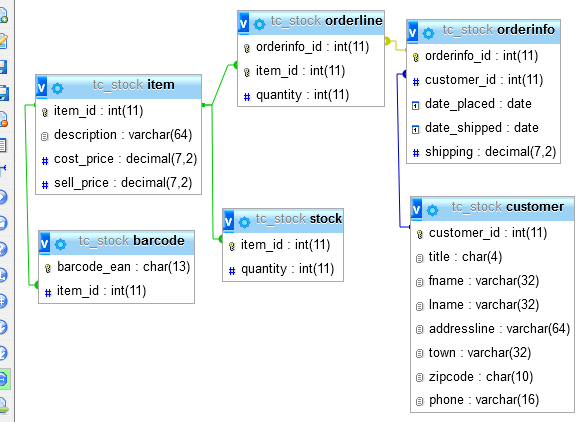 v tc_stock item
item_id : int(11)
description : varchar(64)
cost_price : decimal(7,2)
sell_price : decimal(7,2)
v tc_stock barcode
barcode_ean : char(13)
item_id : int(11)
v tc_stock orderline
orderinfo_id : int(11)
item_id : int(11)
quantity : int(11)
v tc_stock stock
item_id : int(11)
quantity : int(11)
v tc_stock orderinfo
orderinfo_id : int(11)
customer_id : int(11)
date_placed : date
date_shipped : date
shipping : decimal(7,2)
v tc_stock customer
customer_id : int(11)
title : char(4)
fname : varchar(32)
lname : varchar(32)
addressline : varchar(64)
town : varchar(32)
zipcode : char(10)
phone : varchar(16)